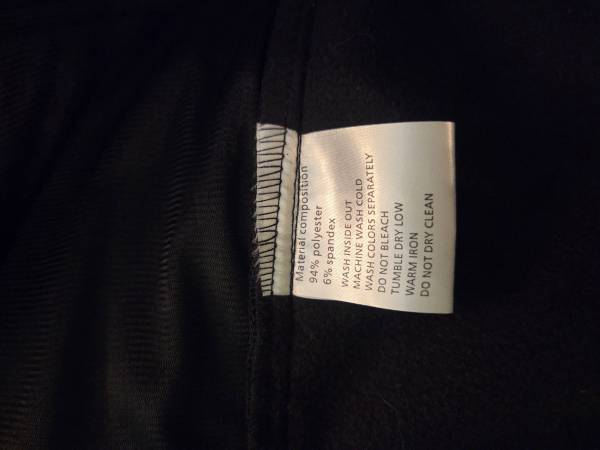 Material composition
94% polyester
6% spandex
WASH INSIDE OUT
MACHINE WASH COLD
WASH COLORS SEPARATELY
DO NOT BLEACH
TUMBLE DRY LOW
WARM IRON
DO NOT DRY CLEAN